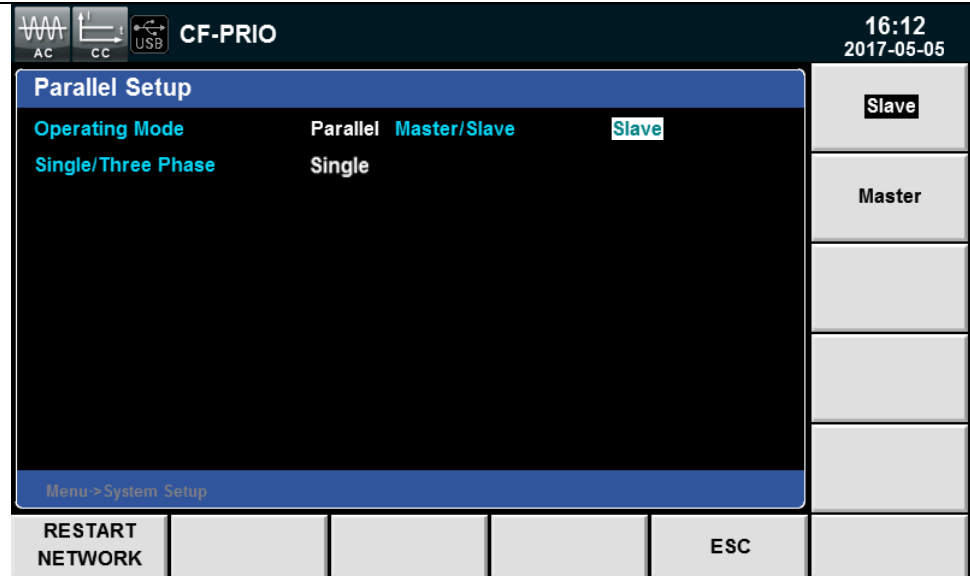 AC CC USB CF-PRIO 16:12
2017-05-05
Parallel Setup
Operating Mode Parallel Master/Slave Slave
Single/Three Phase Single
Menu->System Setup
Slave
Master
RESTART
NETWORK
ESC